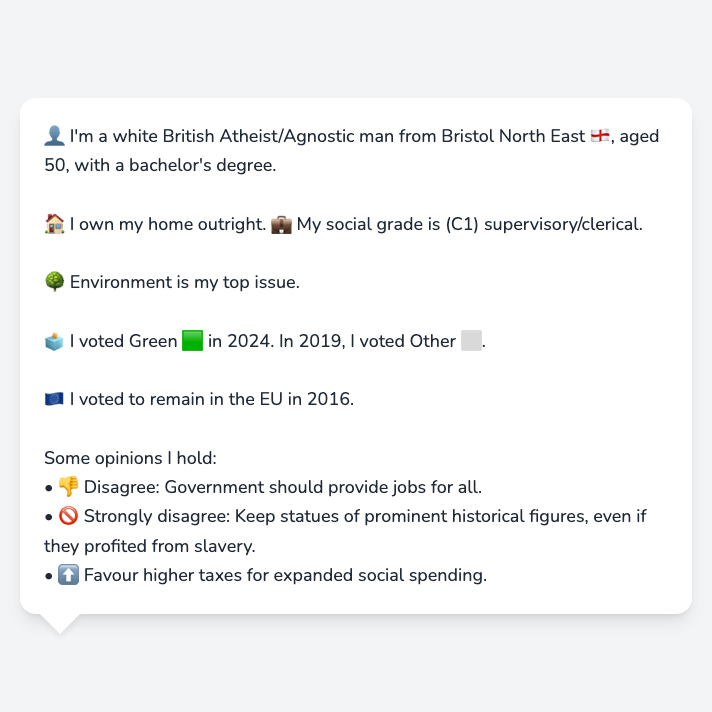 👤 I'm a white British Atheist/Agnostic man from Bristol North East 🏴󠁧󠁢󠁥󠁮󠁧󠁿, aged
50, with a bachelor's degree.
🏠 I own my home outright. 💼 My social grade is (C1) supervisory/clerical.
🌳 Environment is my top issue.
🗳️ I voted Green 🟩 in 2024. In 2019, I voted Other ⬜.
🇪🇺 I voted to remain in the EU in 2016.
Some opinions I hold:
• 👎 Disagree: Government should provide jobs for all.
• 🚫 Strongly disagree: Keep statues of prominent historical figures, even if
they profited from slavery.
• ⬆️ Favour higher taxes for expanded social spending.